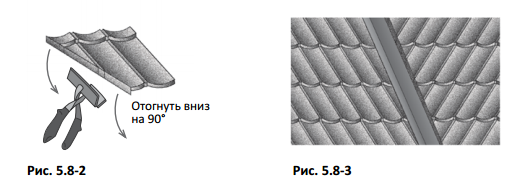 Отогнуть вниз
на 90°
Рис. 5.8-2
Рис. 5.8-3